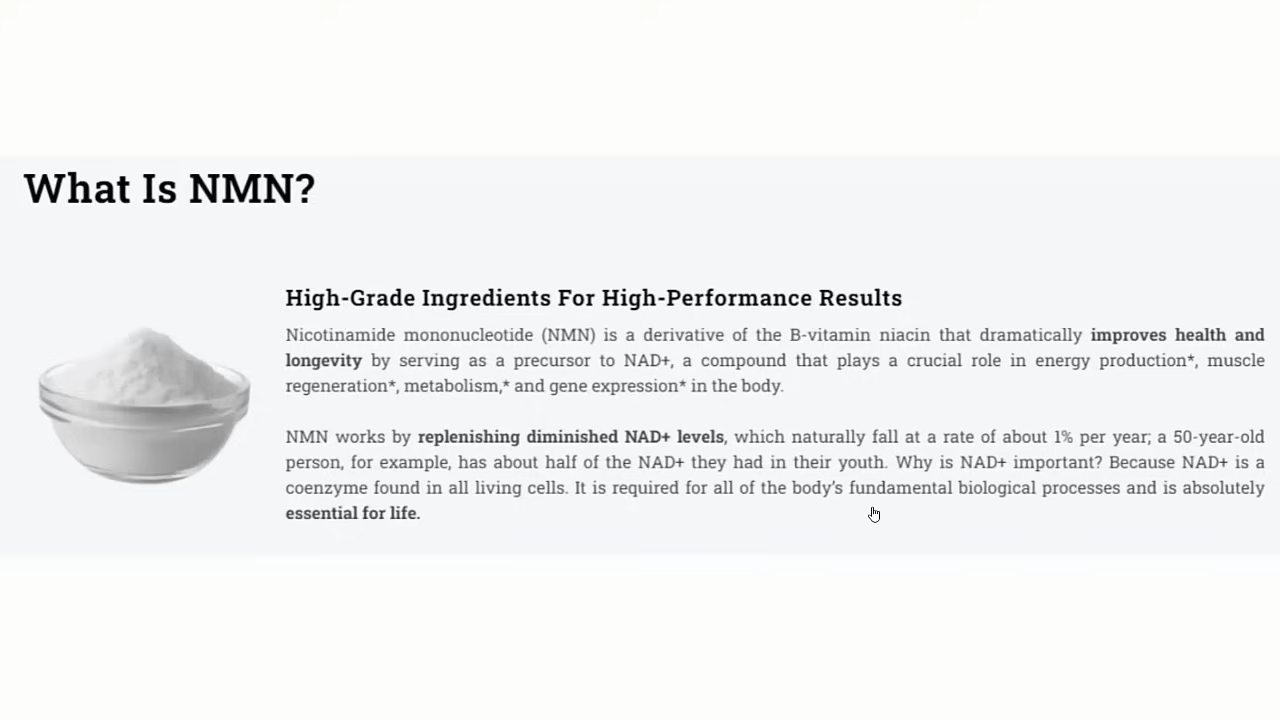 What Is NMN?
High-Grade Ingredients For High-Performance Results
Nicotinamide mononucleotide (NMN) is a derivative of the B-vitamin niacin that dramatically improves health and
longevity by serving as a precursor to NAD+, a compound that plays a crucial role in energy production*, muscle
regeneration*, metabolism,* and gene expression* in the body.
NMN works by replenishing diminished NAD+ levels, which naturally fall at a rate of about 1% per year; a 50-year-old
person, for example, has about half of the NAD+ they had in their youth. Why is NAD+ important? Because NAD+ is a
coenzyme found in all living cells. It is required for all of the body’s fundamental biological processes and is absolutely
essential for life.